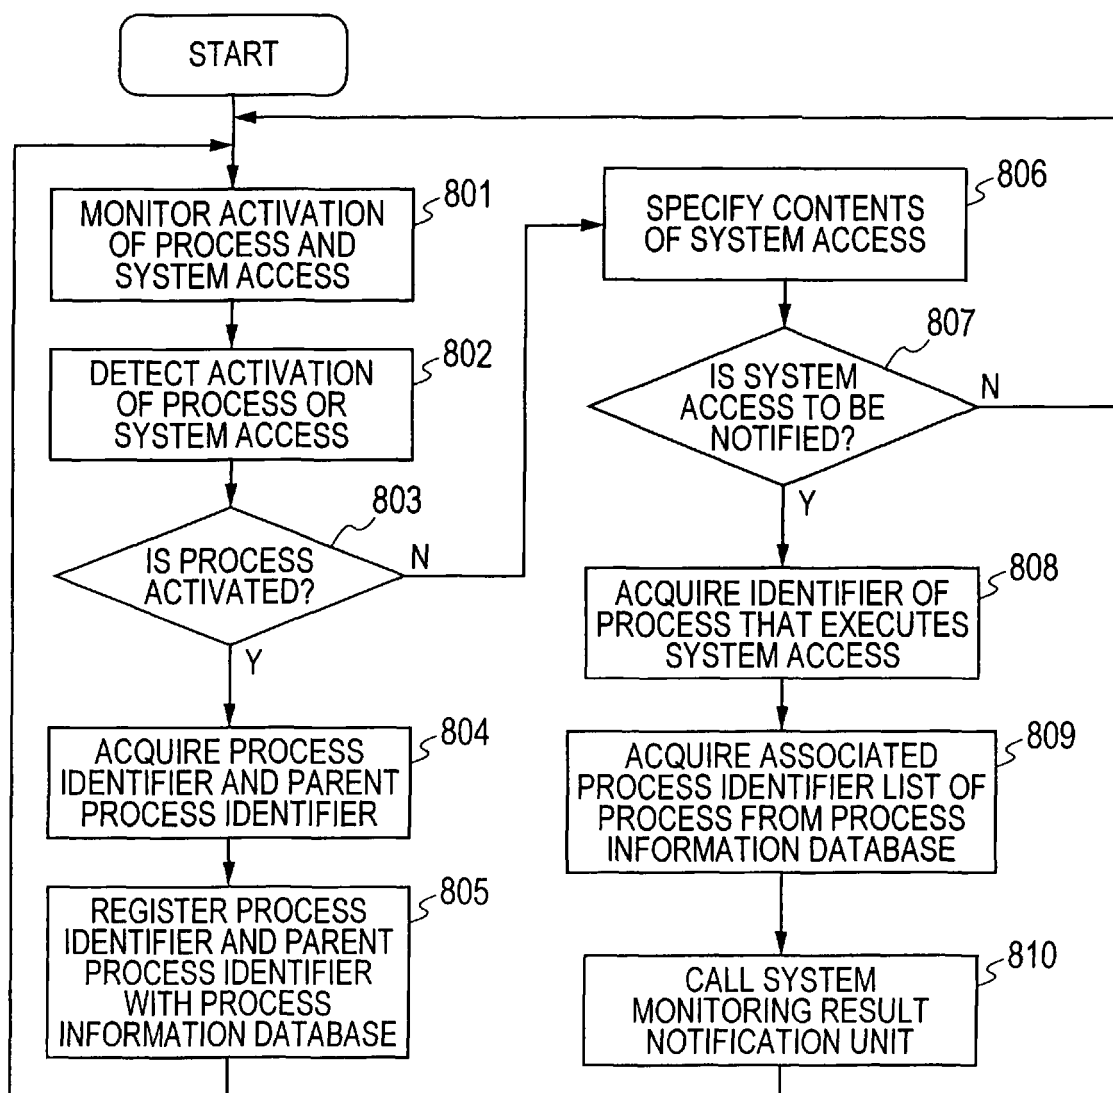 START
801
MONITOR ACTIVATION
OF PROCESS AND
SYSTEM ACCESS
802
DETECT ACTIVATION
OF PROCESS OR
SYSTEM ACCESS
803
IS PROCESS
ACTIVATED?
N
Y
804
ACQUIRE PROCESS
IDENTIFIER AND PARENT
PROCESS IDENTIFIER
805
REGISTER PROCESS
IDENTIFIER AND PARENT
PROCESS IDENTIFIER
WITH PROCESS
INFORMATION DATABASE
806
SPECIFY CONTENTS
OF SYSTEM ACCESS
807
IS SYSTEM
ACCESS TO BE
NOTIFIED?
N
Y
808
ACQUIRE IDENTIFIER OF
PROCESS THAT EXECUTES
SYSTEM ACCESS
809
ACQUIRE ASSOCIATED
PROCESS IDENTIFIER LIST OF
PROCESS FROM PROCESS
INFORMATION DATABASE
810
CALL SYSTEM
MONITORING RESULT
NOTIFICATION UNIT